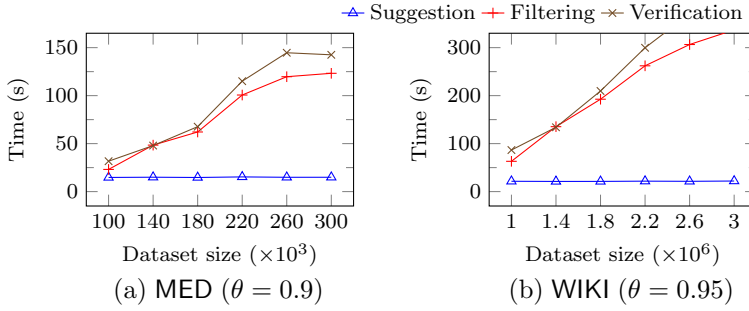 Suggestion Filtering Verification
Time (s)
150
100
50
0
100 140 180 220 260 300
Dataset size (×10³)
(a) MED (θ = 0.9)
Time (s)
300
200
100
0
1 1.4 1.8 2.2 2.6 3
Dataset size (×10⁶)
(b) WIKI (θ = 0.95)